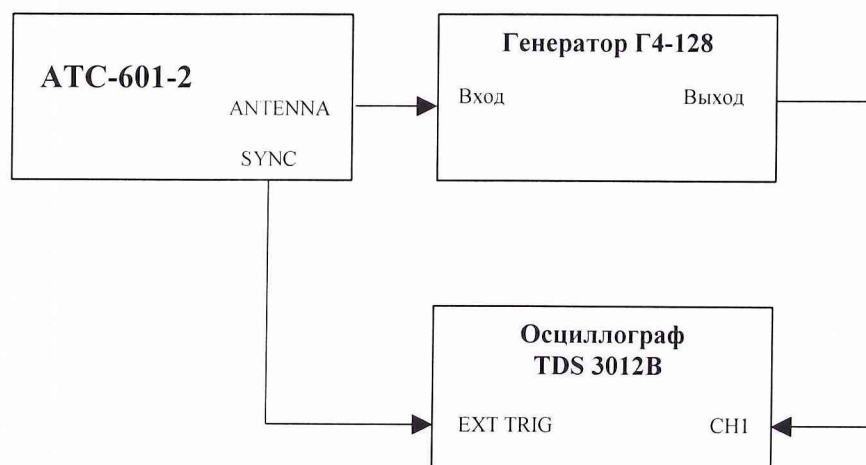 АТС-601-2
ANTENNA
SYNC
Генератор Г4-128
Вход
Выход
Осциллограф
TDS 3012B
EXT TRIG
CH1